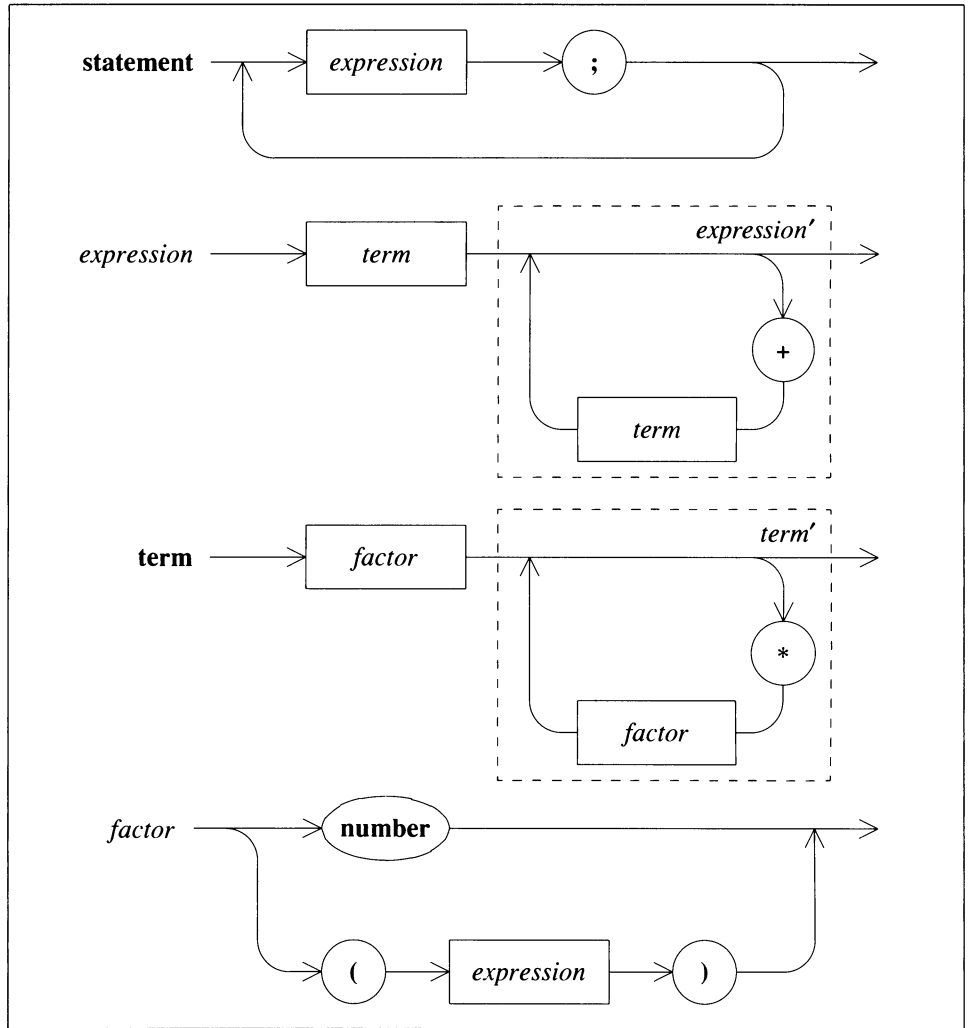 statement expression ;
expression term expression′
+
term
term factor term′
*
factor
factor number
( expression )